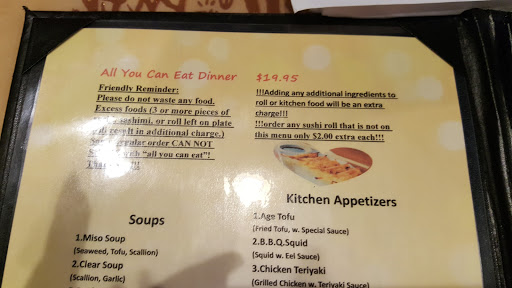 All You Can Eat Dinner $19.95
Friendly Reminder:
Please do not waste any food.
Excess foods (3 or more pieces of
sashimi, or roll left on plate
result in additional charge.)
order CAN NOT
"all you can eat"!
!!!Adding any additional ingredients to
roll or kitchen food will be an extra
charge!!!
!!!order any sushi roll that is not on
this menu only $2.00 extra each!!!
Soups
1.Miso Soup
(Seaweed, Tofu, Scallion)
2.Clear Soup
(Scallion, Garlic)
Kitchen Appetizers
1.Age Tofu
(Fried Tofu, w. Special Sauce)
2.B.B.Q.Squid
(Squid w. Eel Sauce)
3.Chicken Teriyaki
(Grilled Chicken w. Teriyaki Sauce)